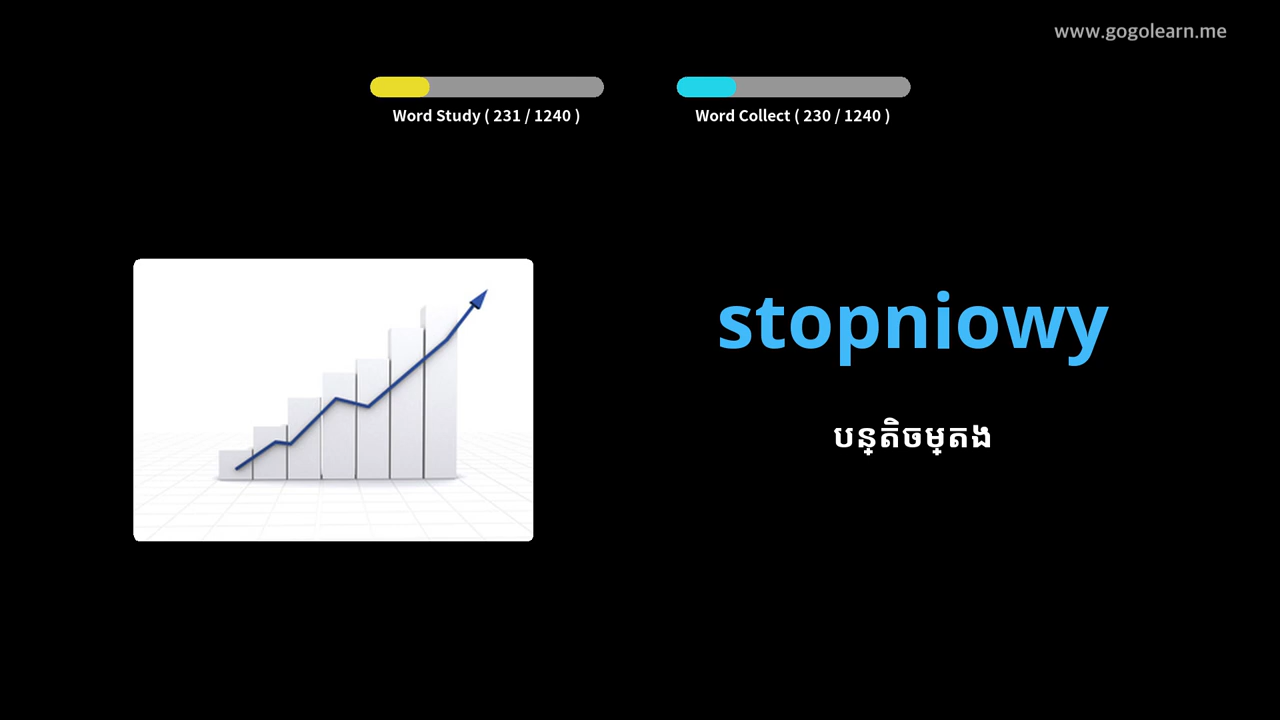 www.gogolearn.me
Word Study ( 231 / 1240 )
Word Collect ( 230 / 1240 )
stopniowy
បន្តិចម្តង